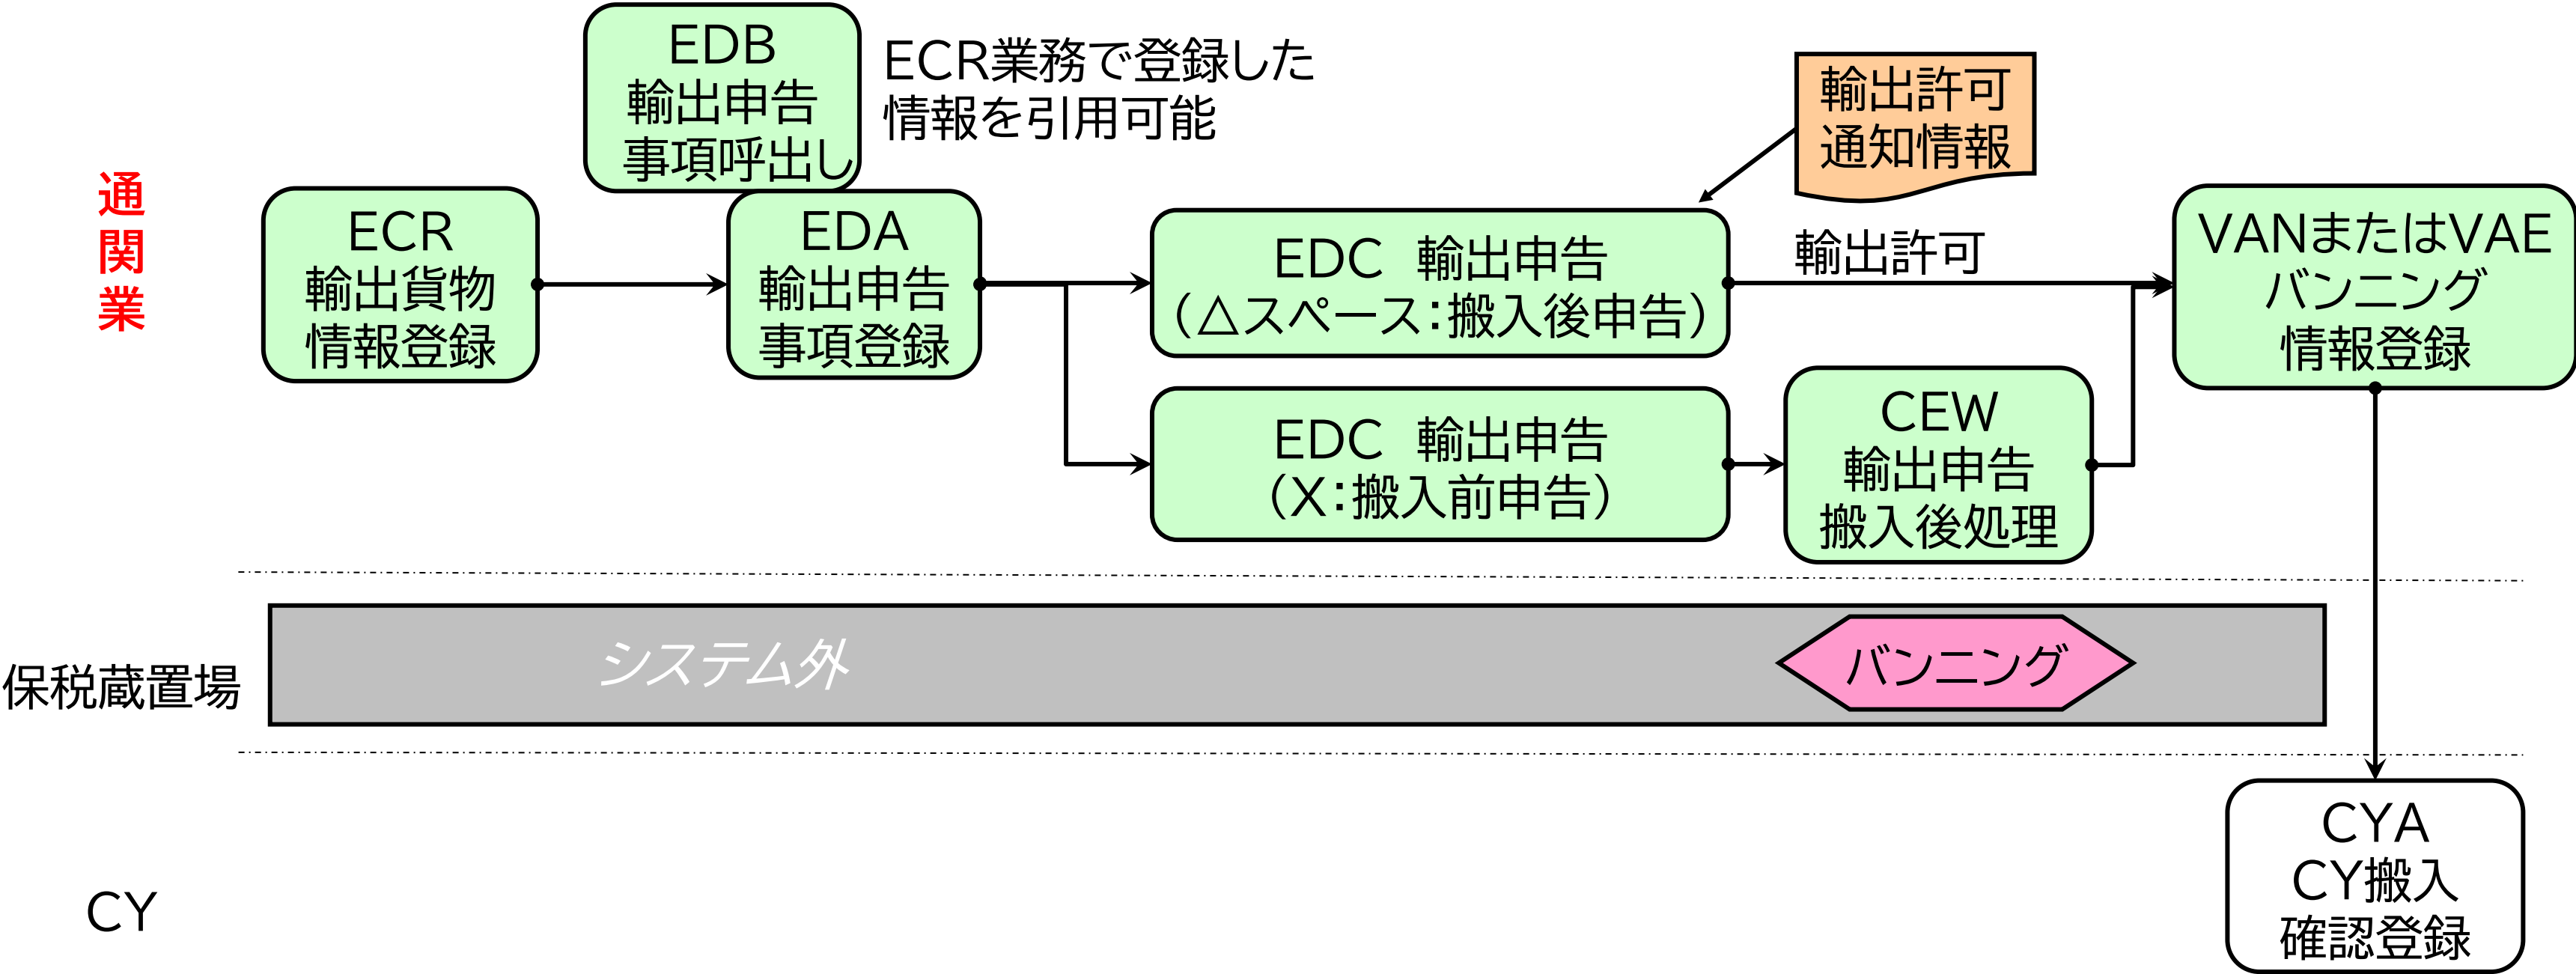 EDB
輸出申告
事項呼出し
ECR業務で登録した
情報を引用可能
輸出許可
通知情報
通
関
業
ECR
輸出貨物
情報登録
EDA
輸出申告
事項登録
EDC 輸出申告
（△スペース：搬入後申告）
輸出許可
VANまたはVAE
バンニング
情報登録
EDC 輸出申告
（X：搬入前申告）
CEW
輸出申告
搬入後処理
保税蔵置場
システム外
バンニング
CY
CYA
CY搬入
確認登録